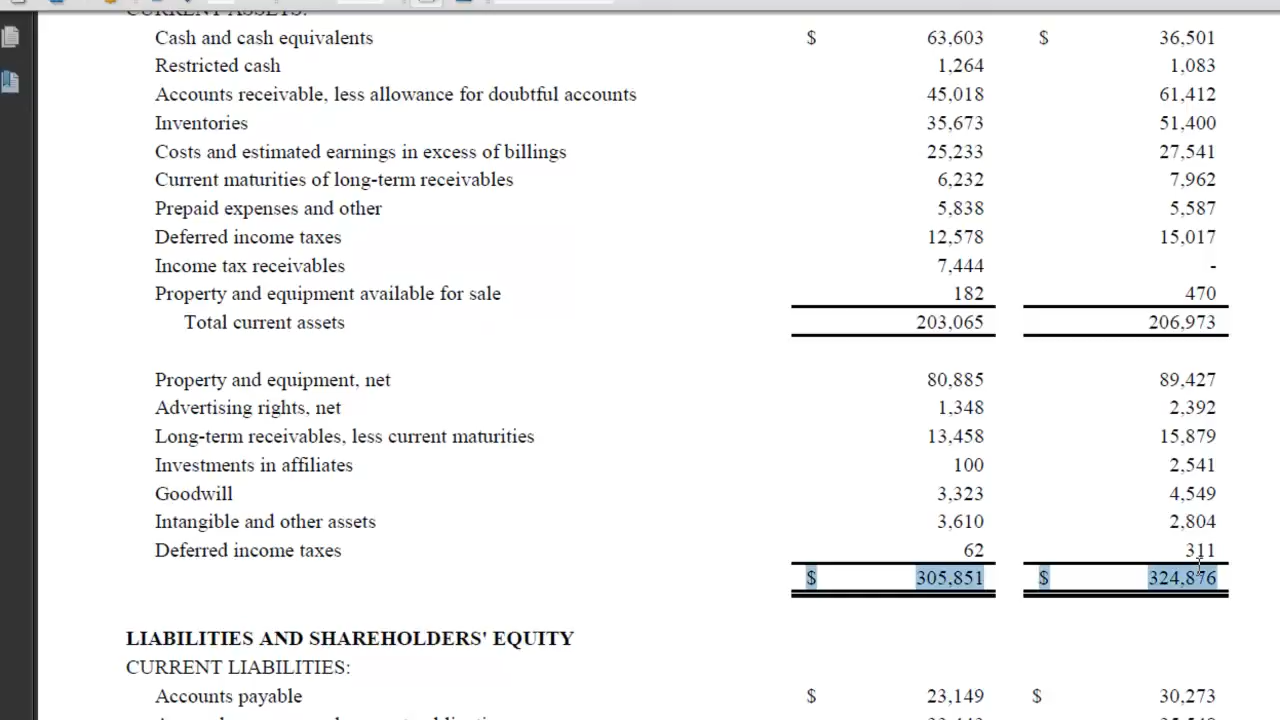 CURRENT ASSETS:
Cash and cash equivalents $ 63,603 $ 36,501
Restricted cash 1,264 1,083
Accounts receivable, less allowance for doubtful accounts 45,018 61,412
Inventories 35,673 51,400
Costs and estimated earnings in excess of billings 25,233 27,541
Current maturities of long-term receivables 6,232 7,962
Prepaid expenses and other 5,838 5,587
Deferred income taxes 12,578 15,017
Income tax receivables 7,444 -
Property and equipment available for sale 182 470
Total current assets 203,065 206,973
Property and equipment, net 80,885 89,427
Advertising rights, net 1,348 2,392
Long-term receivables, less current maturities 13,458 15,879
Investments in affiliates 100 2,541
Goodwill 3,323 4,549
Intangible and other assets 3,610 2,804
Deferred income taxes 62 311
$ 305,851 $ 324,876
LIABILITIES AND SHAREHOLDERS' EQUITY
CURRENT LIABILITIES:
Accounts payable $ 23,149 $ 30,273